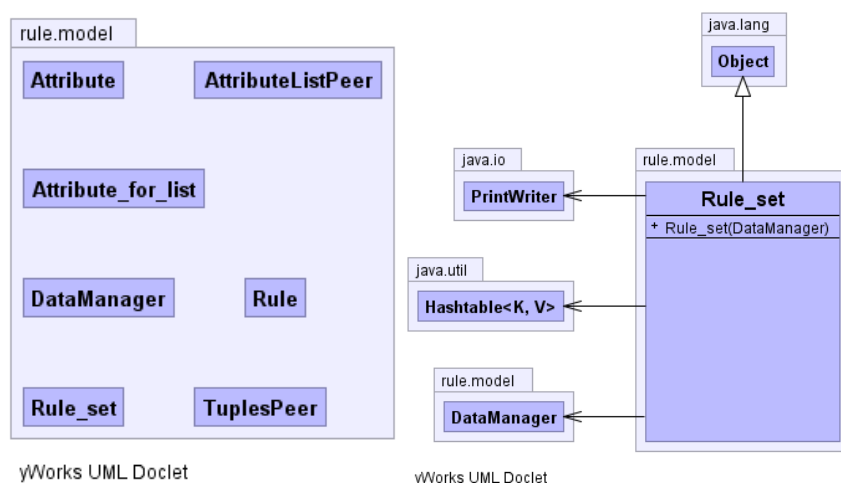 rule.model
Attribute
AttributeListPeer
Attribute_for_list
DataManager
Rule
Rule_set
TuplesPeer
yWorks UML Doclet
java.lang
Object
java.io
PrintWriter
rule.model
Rule_set
+ Rule_set(DataManager)
java.util
Hashtable<K, V>
rule.model
DataManager
yWorks UML Doclet